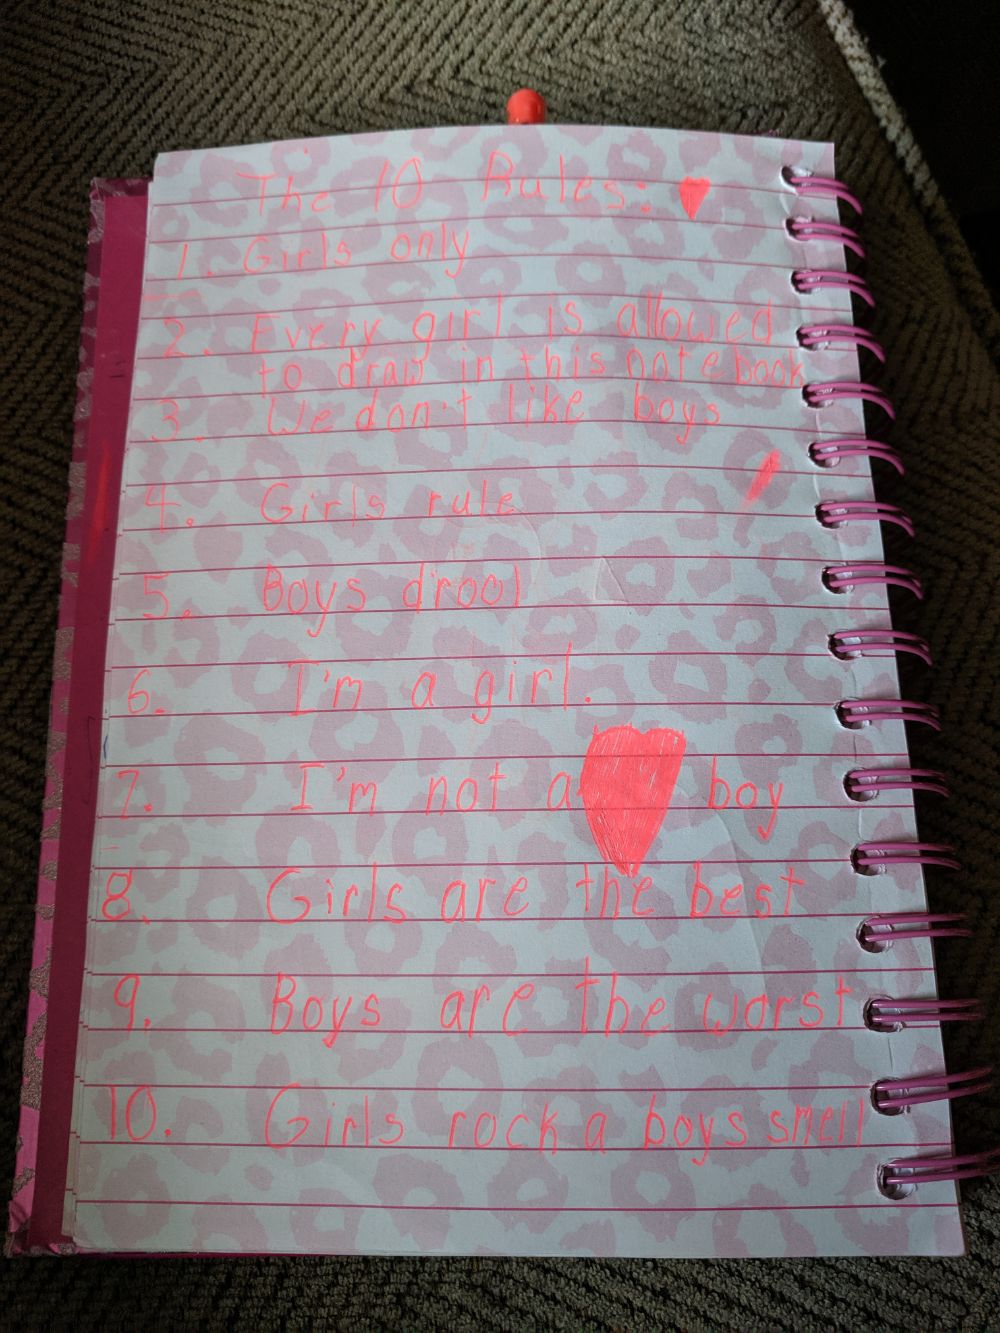 The 10 Rules:
1. Girls only
2. Every girl is allowed
to draw in this notebook
3. We don't like boys
4. Girls rule
5. Boys drool
6. I'm a girl.
7. I'm not a boy
8. Girls are the best
9. Boys are the worst
10. Girls rock a boys smell